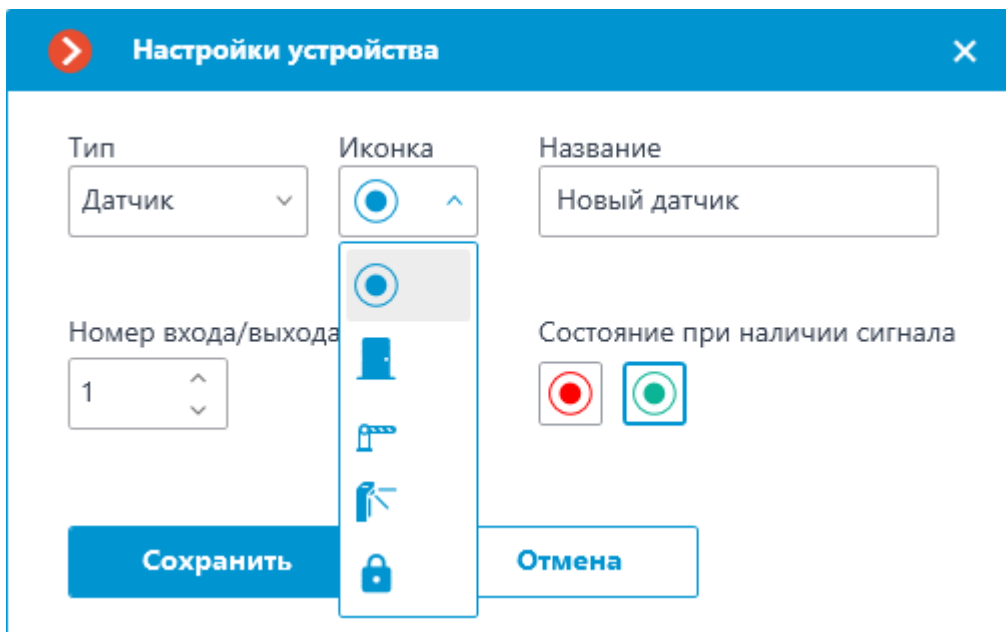 Настройки устройства
Тип
Иконка
Название
Датчик
Новый датчик
Номер входа/выхода
Состояние при наличии сигнала
1
Сохранить
Отмена